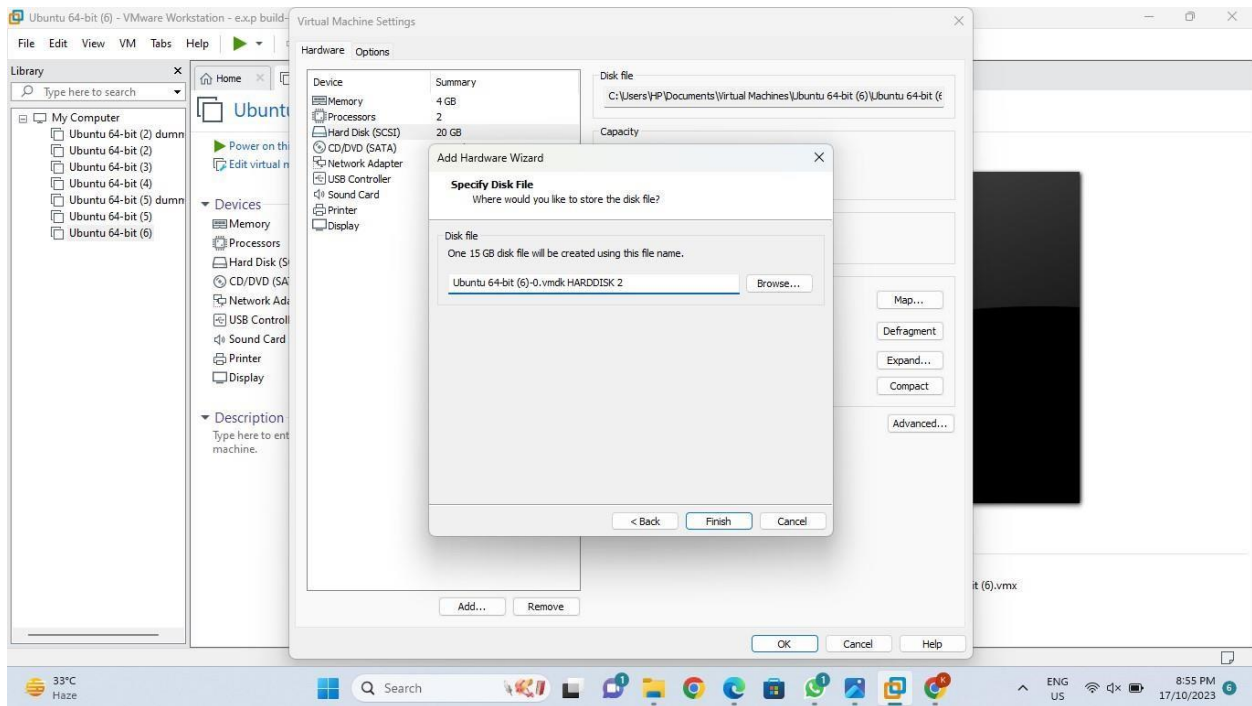 Ubuntu 64-bit (6) - VMware Workstation - e.x.p build-
File Edit View VM Tabs Help
Library
Type here to search
My Computer
Ubuntu 64-bit (2) dumn
Ubuntu 64-bit (2)
Ubuntu 64-bit (3)
Ubuntu 64-bit (4)
Ubuntu 64-bit (5) dumn
Ubuntu 64-bit (5)
Ubuntu 64-bit (6)
Home
Ubuntu
Power on thi
Edit virtual m
Devices
Memory
Processors
Hard Disk (S
CD/DVD (SA
Network Ada
USB Controll
Sound Card
Printer
Display
Description
Type here to ent
machine.
Virtual Machine Settings
Hardware Options
Device Summary
Memory 4 GB
Processors 2
Hard Disk (SCSI) 20 GB
CD/DVD (SATA)
Network Adapter
USB Controller
Sound Card
Printer
Display
Add... Remove
Disk file
C:\Users\HP\Documents\Virtual Machines\Ubuntu 64-bit (6)\Ubuntu 64-bit (6
Capacity
Add Hardware Wizard
Specify Disk File
Where would you like to store the disk file?
Disk file
One 15 GB disk file will be created using this file name.
Ubuntu 64-bit (6)-0.vmdk HARDDISK 2 Browse...
< Back Finish Cancel
Map...
Defragment
Expand...
Compact
Advanced...
OK Cancel Help
it (6).vmx
33°C
Haze
Search
ENG
US
8:55 PM
17/10/2023
6